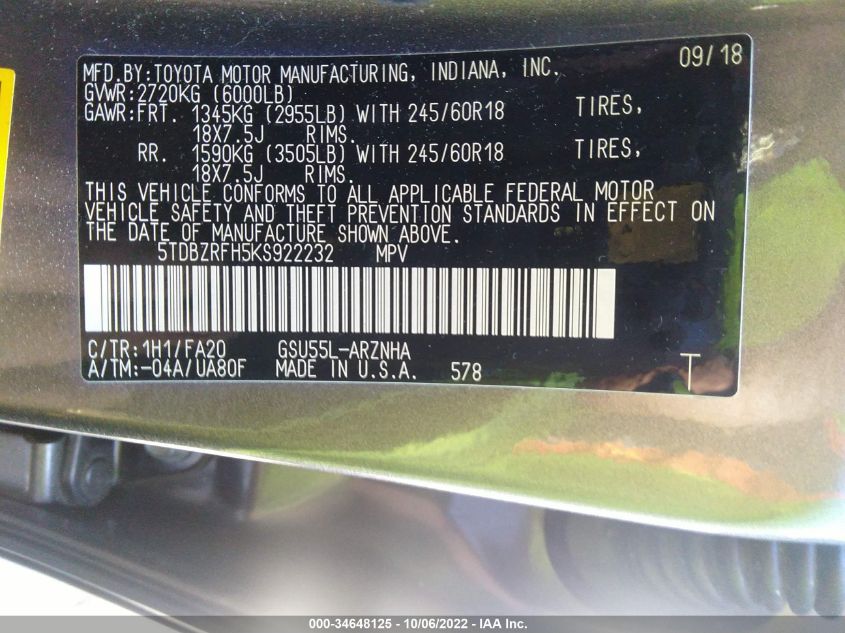 MFD.BY:TOYOTA MOTOR MANUFACTURING, INDIANA, INC. 09/18
GVWR:2720KG (6000LB)
GAWR:FRT. 1345KG (2955LB) WITH 245/60R18 TIRES,
18X7.5J RIMS.
RR. 1590KG (3505LB) WITH 245/60R18 TIRES,
18X7.5J RIMS.
THIS VEHICLE CONFORMS TO ALL APPLICABLE FEDERAL MOTOR
VEHICLE SAFETY AND THEFT PREVENTION STANDARDS IN EFFECT ON
THE DATE OF MANUFACTURE SHOWN ABOVE.
5TDBZRFH5KS922232 MPV
C/TR:1H1/FA20 GSU55L-ARZNHA
A/TM:-04A/UA80F MADE IN U.S.A. 578 T
000-34648125 - 10/06/2022 - IAA Inc.